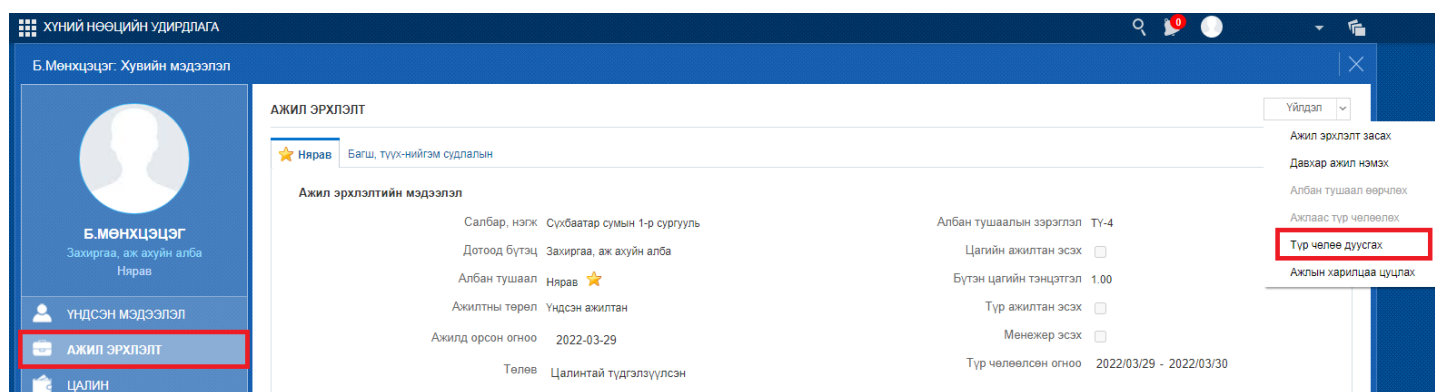 ХҮНИЙ НӨӨЦИЙН УДИРДЛАГА
0
Б.Мөнхцэцэг: Хувийн мэдээлэл
АЖИЛ ЭРХЛЭЛТ
Үйлдэл
Ажил эрхлэлт засах
Давхар ажил нэмэх
Албан тушаал өөрчлөх
Ажлаас түр чөлөөлөх
Түр чөлөө дуусгах
Ажлын харилцаа цуцлах
Нярав Багш, түүх-нийгэм судлалын
Ажил эрхлэлтийн мэдээлэл
Салбар, нэгж Сүхбаатар сумын 1-р сургууль
Албан тушаалын зэрэглэл ТҮ-4
Дотоод бүтэц Захиргаа, аж ахуйн алба
Цагийн ажилтан эсэх
Албан тушаал Нярав
Бүтэн цагийн тэнцэтгэл 1.00
Ажилтны төрөл Үндсэн ажилтан
Түр ажилтан эсэх
Ажилд орсон огноо 2022-03-29
Менежер эсэх
Төлөв Цалинтай түдгэлзүүлсэн
Түр чөлөөлсөн огноо 2022/03/29 - 2022/03/30
Б.МӨНХЦЭЦЭГ
Захиргаа, аж ахуйн алба
Нярав
ҮНДСЭН МЭДЭЭЛЭЛ
АЖИЛ ЭРХЛЭЛТ
ЦАЛИН